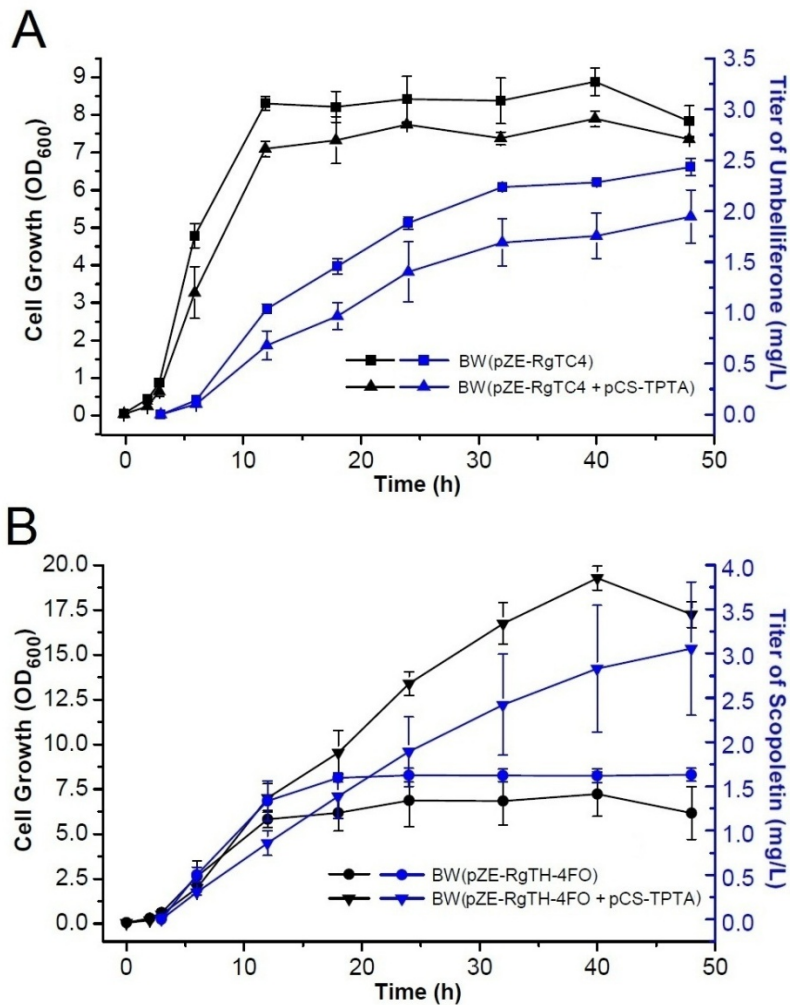 A
Cell Growth (OD600)
9
8
7
6
5
4
3
2
1
0
3.5
3.0
2.5
2.0
1.5
1.0
0.5
0.0
Titer of Umbelliferone (mg/L)
BW(pZE-RgTC4)
BW(pZE-RgTC4 + pCS-TPTA)
0 10 20 30 40 50
Time (h)
B
Cell Growth (OD600)
20.0
17.5
15.0
12.5
10.0
7.5
5.0
2.5
0.0
4.0
3.5
3.0
2.5
2.0
1.5
1.0
0.5
0.0
Titer of Scopoletin (mg/L)
BW(pZE-RgTH-4FO)
BW(pZE-RgTH-4FO + pCS-TPTA)
0 10 20 30 40 50
Time (h)